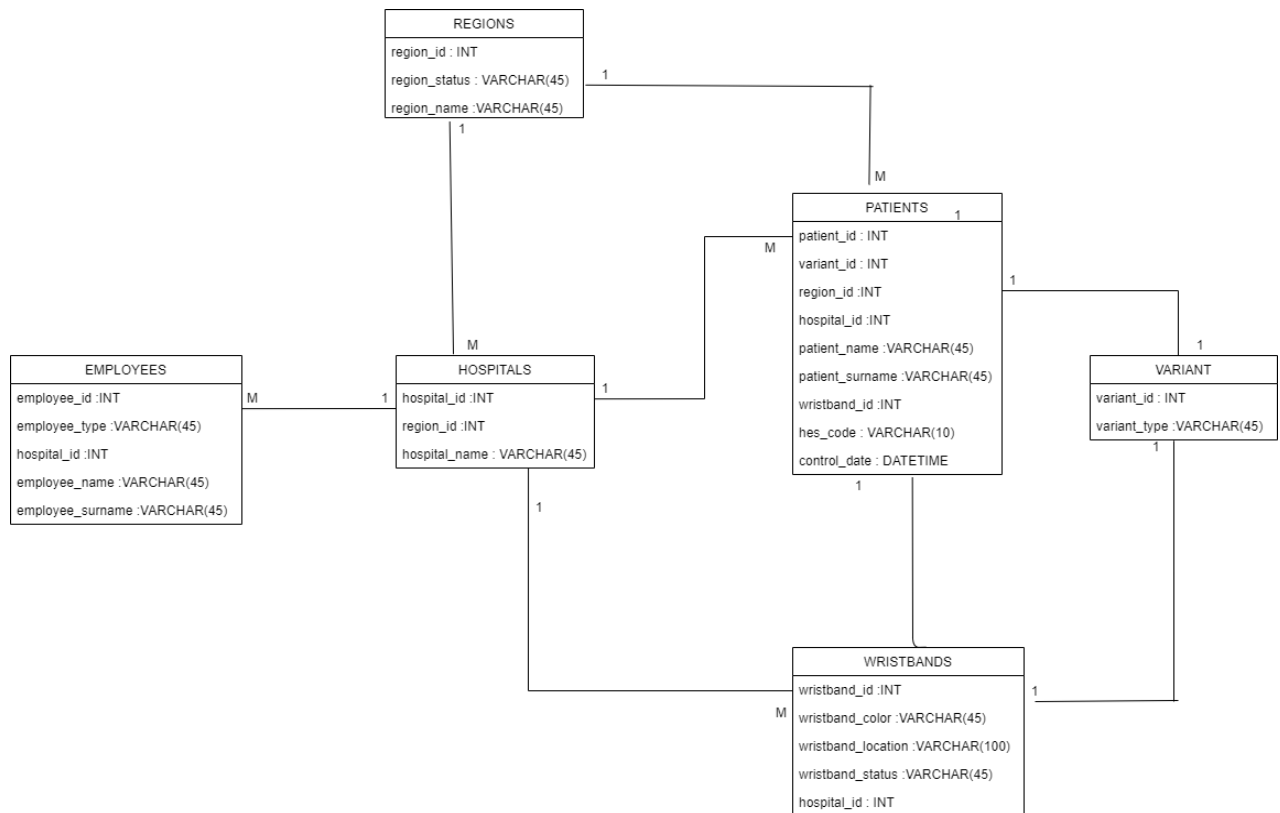 REGIONS
region_id : INT
region_status : VARCHAR(45)
region_name :VARCHAR(45)
1
1
M
M
PATIENTS
1
patient_id : INT
variant_id : INT
region_id :INT
hospital_id :INT
patient_name :VARCHAR(45)
patient_surname :VARCHAR(45)
wristband_id :INT
hes_code : VARCHAR(10)
control_date : DATETIME
M
1
1
1
EMPLOYEES
employee_id :INT
employee_type :VARCHAR(45)
hospital_id :INT
employee_name :VARCHAR(45)
employee_surname :VARCHAR(45)
M
1
HOSPITALS
hospital_id :INT
region_id :INT
hospital_name : VARCHAR(45)
1
1
VARIANT
variant_id : INT
variant_type :VARCHAR(45)
1
M
1
WRISTBANDS
wristband_id :INT
wristband_color :VARCHAR(45)
wristband_location :VARCHAR(100)
wristband_status :VARCHAR(45)
hospital_id : INT